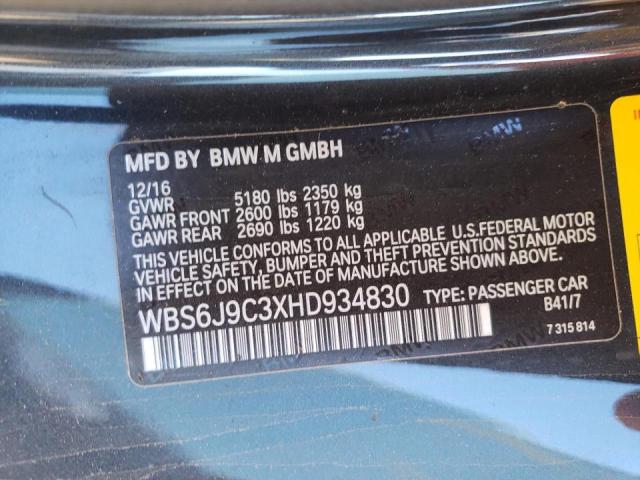 MFD BY BMW M GMBH
12/16
GVWR 5180 lbs 2350 kg
GAWR FRONT 2600 lbs 1179 kg
GAWR REAR 2690 lbs 1220 kg
THIS VEHICLE CONFORMS TO ALL APPLICABLE U.S.FEDERAL MOTOR
VEHICLE SAFETY, BUMPER AND THEFT PREVENTION STANDARDS
IN EFFECT ON THE DATE OF MANUFACTURE SHOWN ABOVE.
WBS6J9C3XHD934830 TYPE: PASSENGER CAR
B41/7
7 315 814